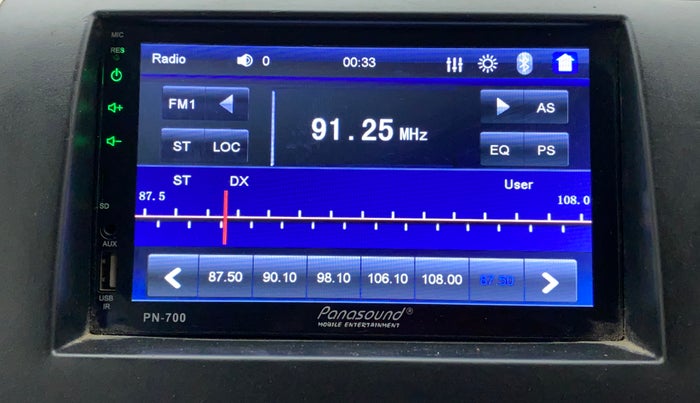 MIC
RES
Radio
0
00:33
FM1
AS
91.25 MHz
ST
LOC
EQ
PS
ST
DX
User
87.5
108.0
SD
AUX
87.50
90.10
98.10
106.10
108.00
87.50
USB
IR
PN-700
Panasound®
MOBILE ENTERTAINMENT